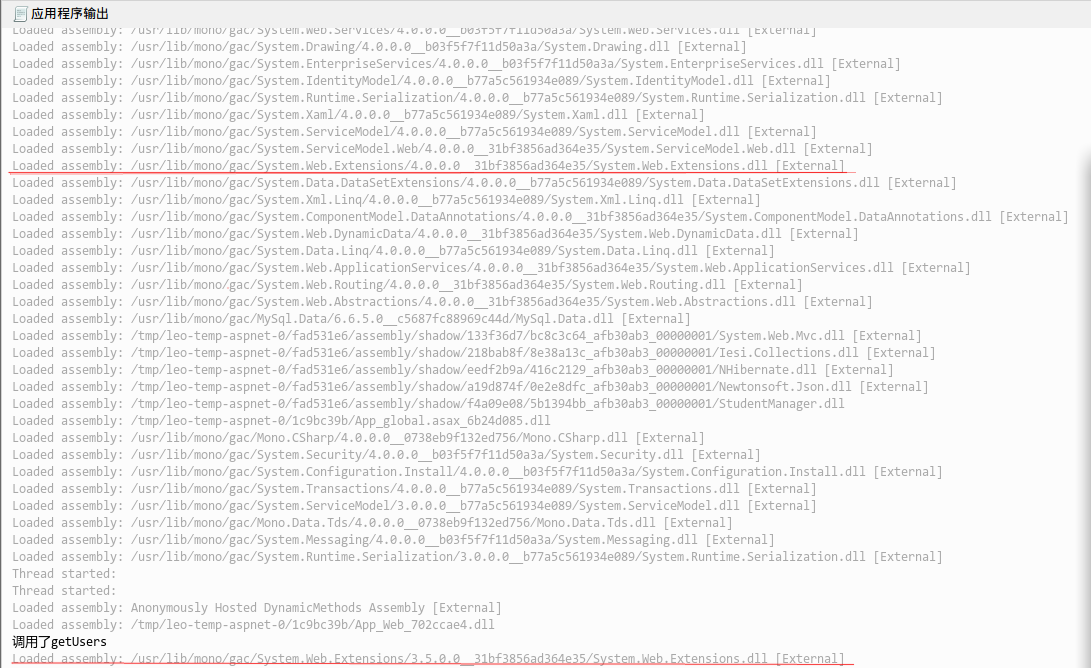 应用程序输出
Loaded assembly: /usr/lib/mono/gac/System.Web.Services/4.0.0.0__b03f5f7f11d50a3a/System.Web.Services.dll [External]
Loaded assembly: /usr/lib/mono/gac/System.Drawing/4.0.0.0__b03f5f7f11d50a3a/System.Drawing.dll [External]
Loaded assembly: /usr/lib/mono/gac/System.EnterpriseServices/4.0.0.0__b03f5f7f11d50a3a/System.EnterpriseServices.dll [External]
Loaded assembly: /usr/lib/mono/gac/System.IdentityModel/4.0.0.0__b77a5c561934e089/System.IdentityModel.dll [External]
Loaded assembly: /usr/lib/mono/gac/System.Runtime.Serialization/4.0.0.0__b77a5c561934e089/System.Runtime.Serialization.dll [External]
Loaded assembly: /usr/lib/mono/gac/System.Xaml/4.0.0.0__b77a5c561934e089/System.Xaml.dll [External]
Loaded assembly: /usr/lib/mono/gac/System.ServiceModel/4.0.0.0__b77a5c561934e089/System.ServiceModel.dll [External]
Loaded assembly: /usr/lib/mono/gac/System.ServiceModel.Web/4.0.0.0__31bf3856ad364e35/System.ServiceModel.Web.dll [External]
Loaded assembly: /usr/lib/mono/gac/System.Web.Extensions/4.0.0.0__31bf3856ad364e35/System.Web.Extensions.dll [External]
Loaded assembly: /usr/lib/mono/gac/System.Data.DataSetExtensions/4.0.0.0__b77a5c561934e089/System.Data.DataSetExtensions.dll [External]
Loaded assembly: /usr/lib/mono/gac/System.Xml.Linq/4.0.0.0__b77a5c561934e089/System.Xml.Linq.dll [External]
Loaded assembly: /usr/lib/mono/gac/System.ComponentModel.DataAnnotations/4.0.0.0__31bf3856ad364e35/System.ComponentModel.DataAnnotations.dll [External]
Loaded assembly: /usr/lib/mono/gac/System.Web.DynamicData/4.0.0.0__31bf3856ad364e35/System.Web.DynamicData.dll [External]
Loaded assembly: /usr/lib/mono/gac/System.Data.Linq/4.0.0.0__b77a5c561934e089/System.Data.Linq.dll [External]
Loaded assembly: /usr/lib/mono/gac/System.Web.ApplicationServices/4.0.0.0__31bf3856ad364e35/System.Web.ApplicationServices.dll [External]
Loaded assembly: /usr/lib/mono/gac/System.Web.Routing/4.0.0.0__31bf3856ad364e35/System.Web.Routing.dll [External]
Loaded assembly: /usr/lib/mono/gac/System.Web.Abstractions/4.0.0.0__31bf3856ad364e35/System.Web.Abstractions.dll [External]
Loaded assembly: /usr/lib/mono/gac/MySql.Data/6.6.5.0__c5687fc88969c44d/MySql.Data.dll [External]
Loaded assembly: /tmp/leo-temp-aspnet-0/fad531e6/assembly/shadow/133f36d7/bc8c3c64_afb30ab3_00000001/System.Web.Mvc.dll [External]
Loaded assembly: /tmp/leo-temp-aspnet-0/fad531e6/assembly/shadow/218bab8f/8e38a13c_afb30ab3_00000001/Iesi.Collections.dll [External]
Loaded assembly: /tmp/leo-temp-aspnet-0/fad531e6/assembly/shadow/eedf2b9a/416c2129_afb30ab3_00000001/NHibernate.dll [External]
Loaded assembly: /tmp/leo-temp-aspnet-0/fad531e6/assembly/shadow/a19d874f/0e2e8dfc_afb30ab3_00000001/Newtonsoft.Json.dll [External]
Loaded assembly: /tmp/leo-temp-aspnet-0/fad531e6/assembly/shadow/f4a09e08/5b1394bb_afb30ab3_00000001/StudentManager.dll
Loaded assembly: /tmp/leo-temp-aspnet-0/1c9bc39b/App_global.asax_6b24d085.dll
Loaded assembly: /usr/lib/mono/gac/Mono.CSharp/4.0.0.0__0738eb9f132ed756/Mono.CSharp.dll [External]
Loaded assembly: /usr/lib/mono/gac/System.Security/4.0.0.0__b03f5f7f11d50a3a/System.Security.dll [External]
Loaded assembly: /usr/lib/mono/gac/System.Configuration.Install/4.0.0.0__b03f5f7f11d50a3a/System.Configuration.Install.dll [External]
Loaded assembly: /usr/lib/mono/gac/System.Transactions/4.0.0.0__b77a5c561934e089/System.Transactions.dll [External]
Loaded assembly: /usr/lib/mono/gac/System.ServiceModel/3.0.0.0__b77a5c561934e089/System.ServiceModel.dll [External]
Loaded assembly: /usr/lib/mono/gac/Mono.Data.Tds/4.0.0.0__0738eb9f132ed756/Mono.Data.Tds.dll [External]
Loaded assembly: /usr/lib/mono/gac/System.Messaging/4.0.0.0__b03f5f7f11d50a3a/System.Messaging.dll [External]
Loaded assembly: /usr/lib/mono/gac/System.Runtime.Serialization/3.0.0.0__b77a5c561934e089/System.Runtime.Serialization.dll [External]
Thread started:
Thread started:
Loaded assembly: Anonymously Hosted DynamicMethods Assembly [External]
Loaded assembly: /tmp/leo-temp-aspnet-0/1c9bc39b/App_Web_702ccae4.dll
调用了getUsers
Loaded assembly: /usr/lib/mono/gac/System.Web.Extensions/3.5.0.0__31bf3856ad364e35/System.Web.Extensions.dll [External]